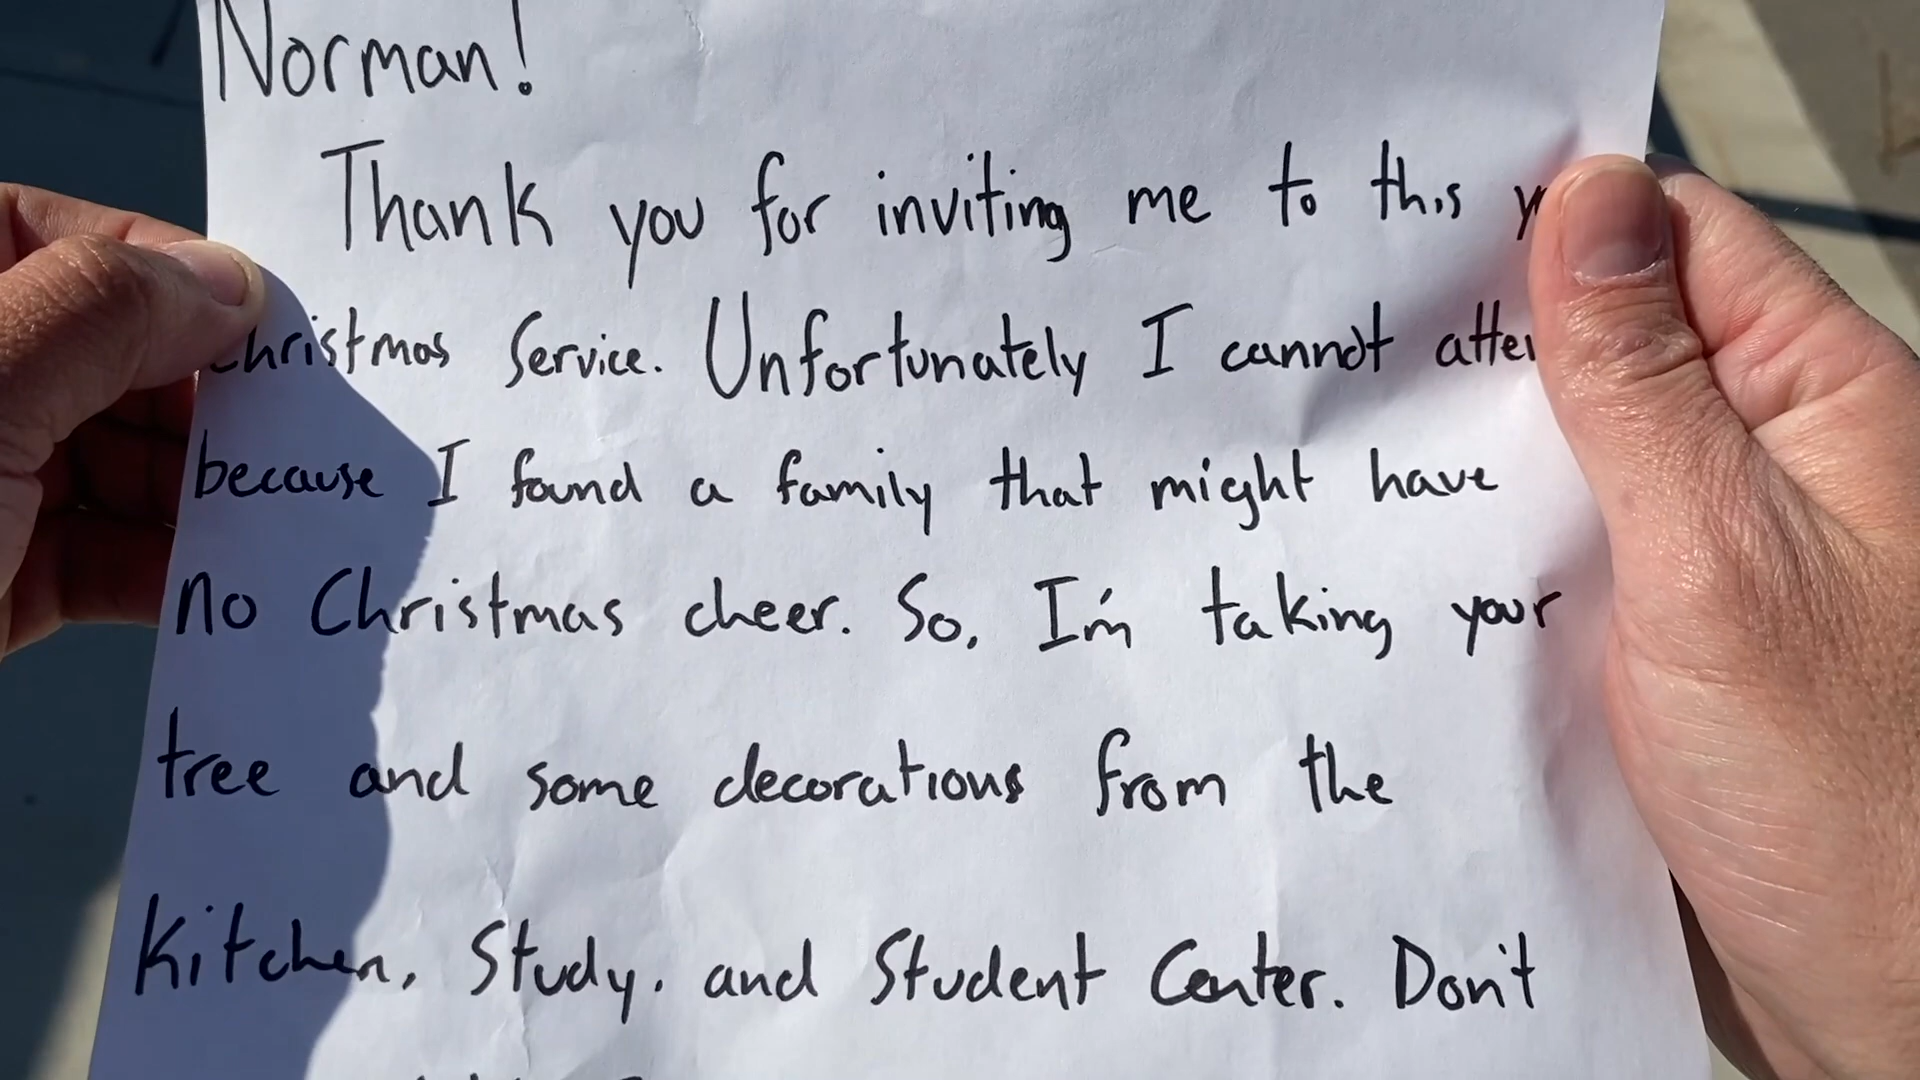 Norman!
Thank you for inviting me to this
Christmas Service. Unfortunately I cannot
because I found a family that might have
no Christmas cheer. So, I'm taking your
tree and some decorations from the
Kitchen, Study, and Student Center. Don't